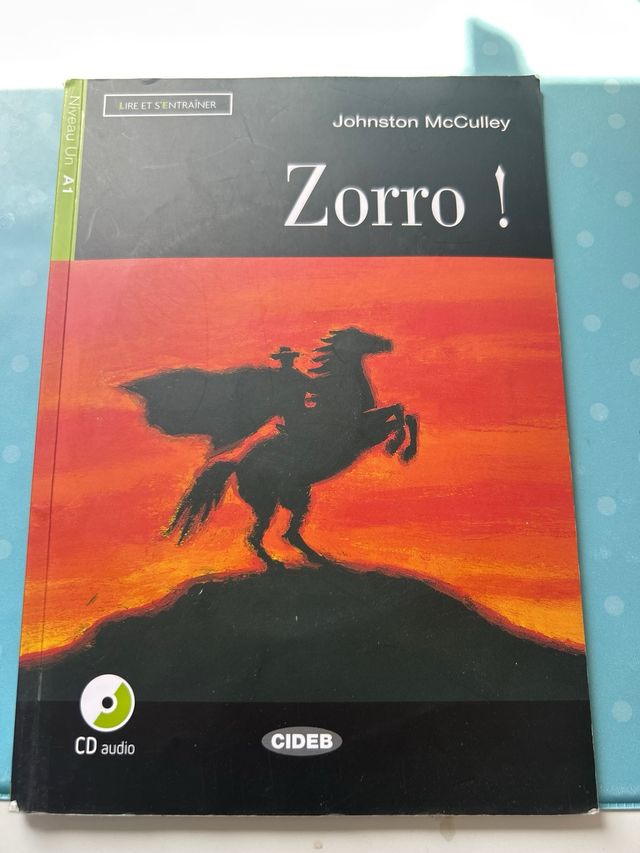 LIRE ET S'ENTRAÎNER
Niveau Un A1
Johnston McCulley
Zorro !
CD audio
CIDEB